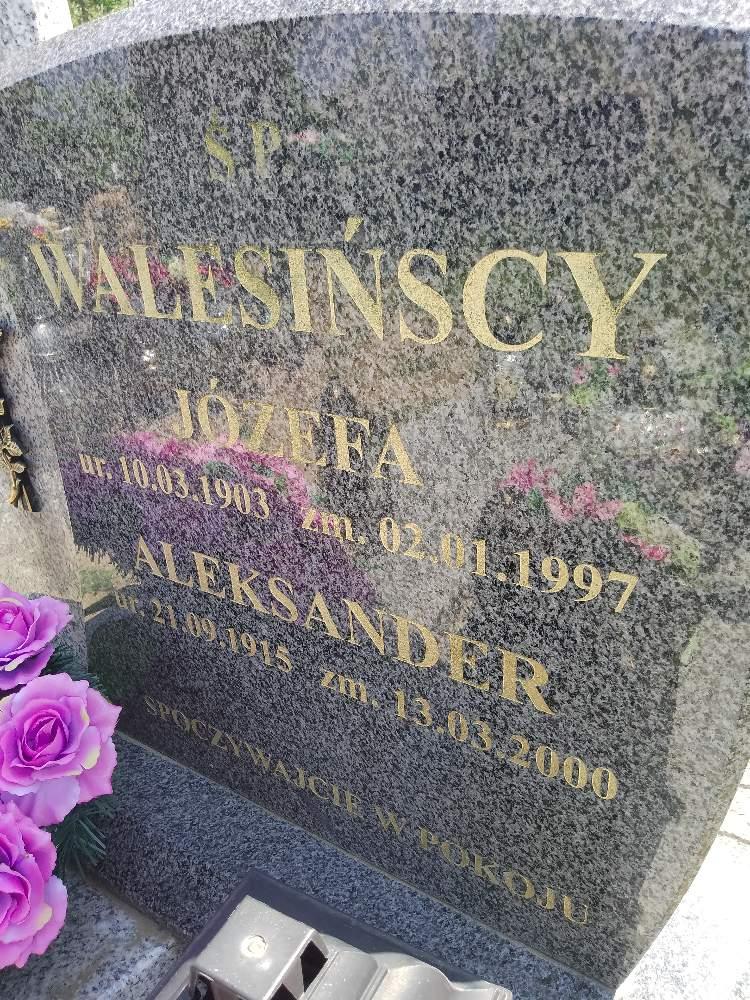 Ś.P.
WALESIŃSCY
JÓZEFA
ur. 10.03.1903 zm. 02.01.1997
ALEKSANDER
ur. 21.09.1915 zm. 13.03.2000
SPOCZYWAJCIE W POKOJU